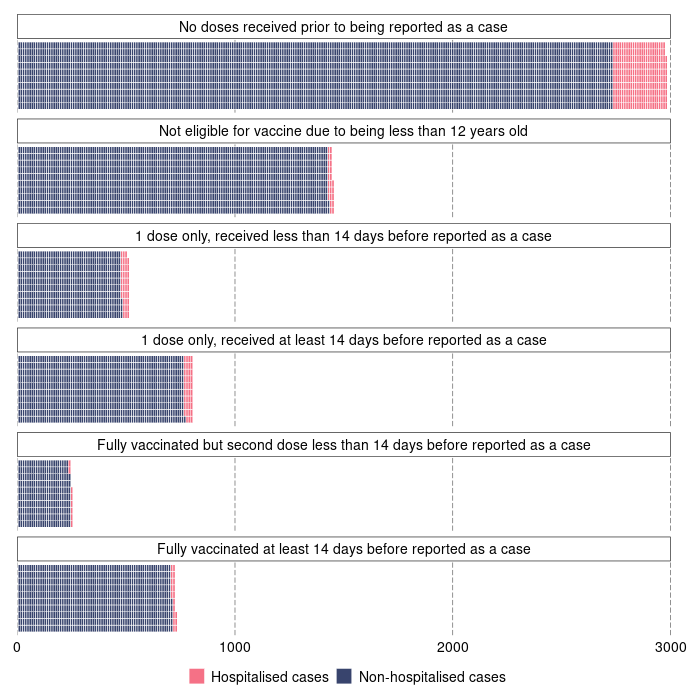 No doses received prior to being reported as a case
Not eligible for vaccine due to being less than 12 years old
1 dose only, received less than 14 days before reported as a case
1 dose only, received at least 14 days before reported as a case
Fully vaccinated but second dose less than 14 days before reported as a case
Fully vaccinated at least 14 days before reported as a case
0 1000 2000 3000
Hospitalised cases Non-hospitalised cases